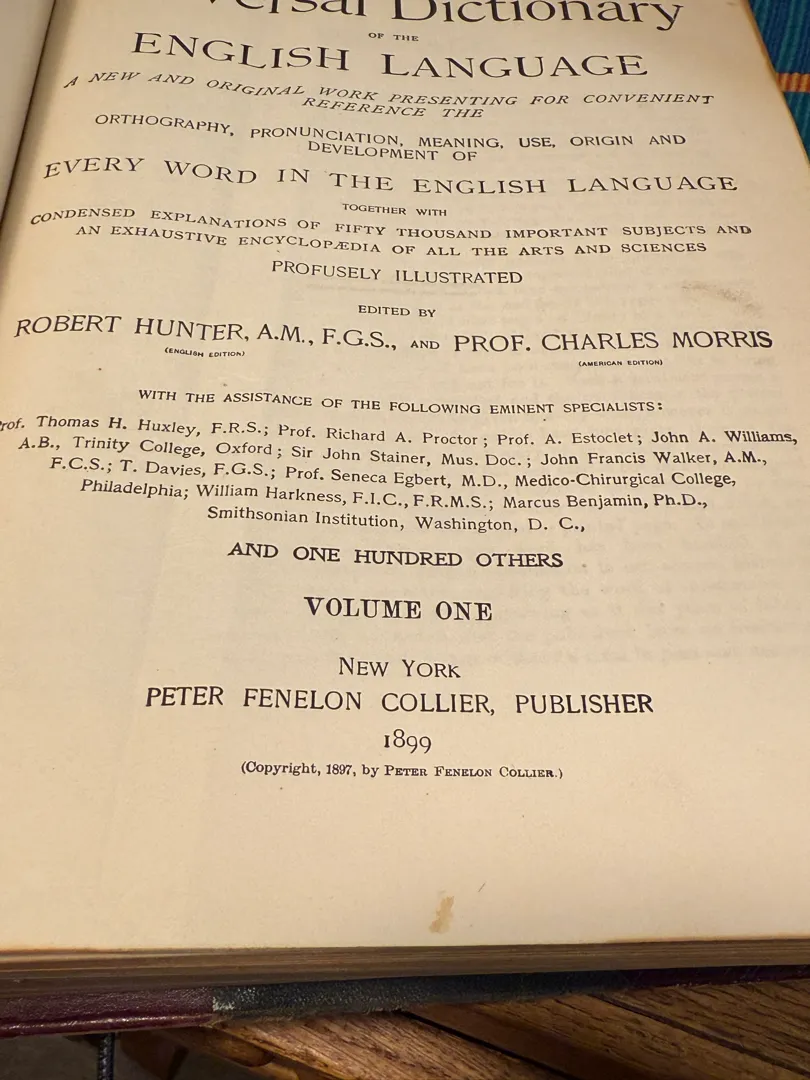 versal Dictionary
OF THE
ENGLISH LANGUAGE
A NEW AND ORIGINAL WORK PRESENTING FOR CONVENIENT
REFERENCE THE
ORTHOGRAPHY, PRONUNCIATION, MEANING, USE, ORIGIN AND
DEVELOPMENT OF
EVERY WORD IN THE ENGLISH LANGUAGE
TOGETHER WITH
CONDENSED EXPLANATIONS OF FIFTY THOUSAND IMPORTANT SUBJECTS AND
AN EXHAUSTIVE ENCYCLOPÆDIA OF ALL THE ARTS AND SCIENCES
PROFUSELY ILLUSTRATED
EDITED BY
ROBERT HUNTER, A.M., F.G.S., AND PROF. CHARLES MORRIS
(ENGLISH EDITION) (AMERICAN EDITION)
WITH THE ASSISTANCE OF THE FOLLOWING EMINENT SPECIALISTS:
rof. Thomas H. Huxley, F.R.S.; Prof. Richard A. Proctor; Prof. A. Estoclet; John A. Williams,
A.B., Trinity College, Oxford; Sir John Stainer, Mus. Doc.; John Francis Walker, A.M.,
F.C.S.; T. Davies, F.G.S.; Prof. Seneca Egbert, M.D., Medico-Chirurgical College,
Philadelphia; William Harkness, F.I.C., F.R.M.S.; Marcus Benjamin, Ph.D.,
Smithsonian Institution, Washington, D. C.,
AND ONE HUNDRED OTHERS
VOLUME ONE
NEW YORK
PETER FENELON COLLIER, PUBLISHER
1899
(Copyright, 1897, by PETER FENELON COLLIER.)